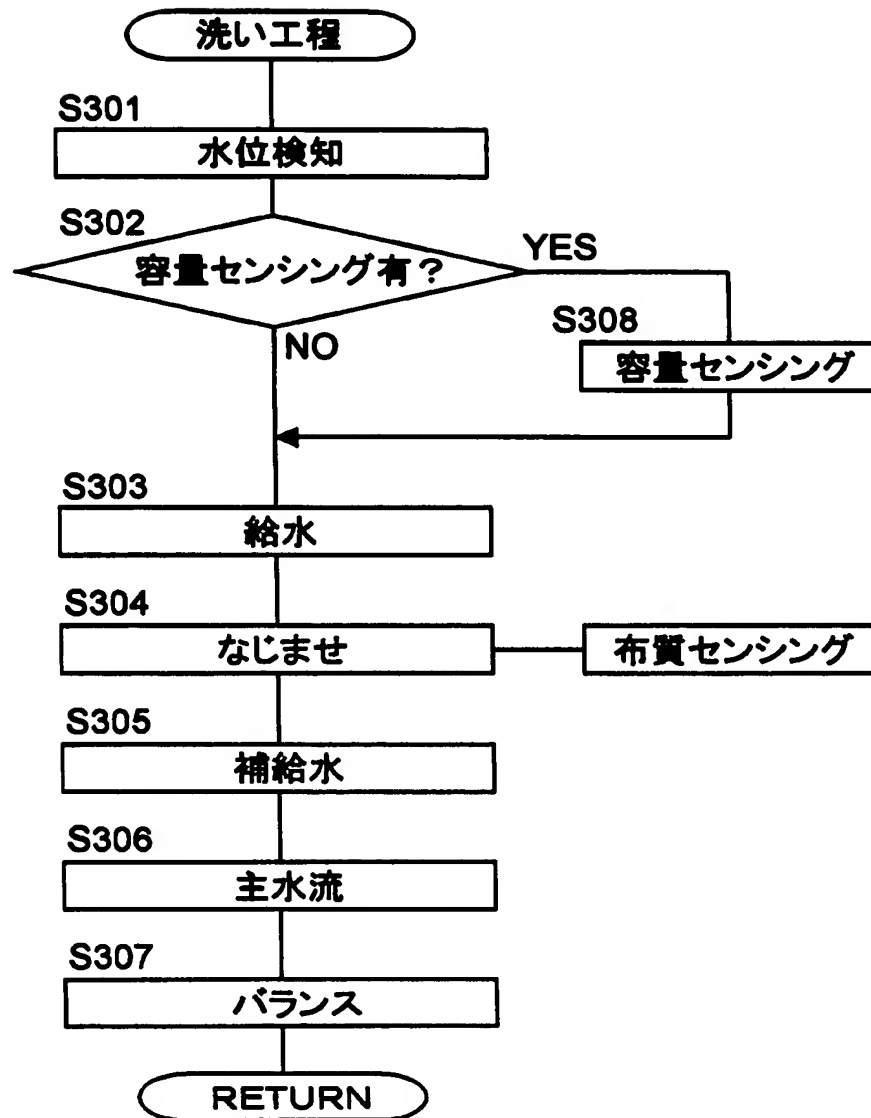 洗い工程
S301
水位検知
S302
容量センシング有？
YES
NO
S308
容量センシング
S303
給水
S304
なじませ
布質センシング
S305
補給水
S306
主水流
S307
バランス
RETURN